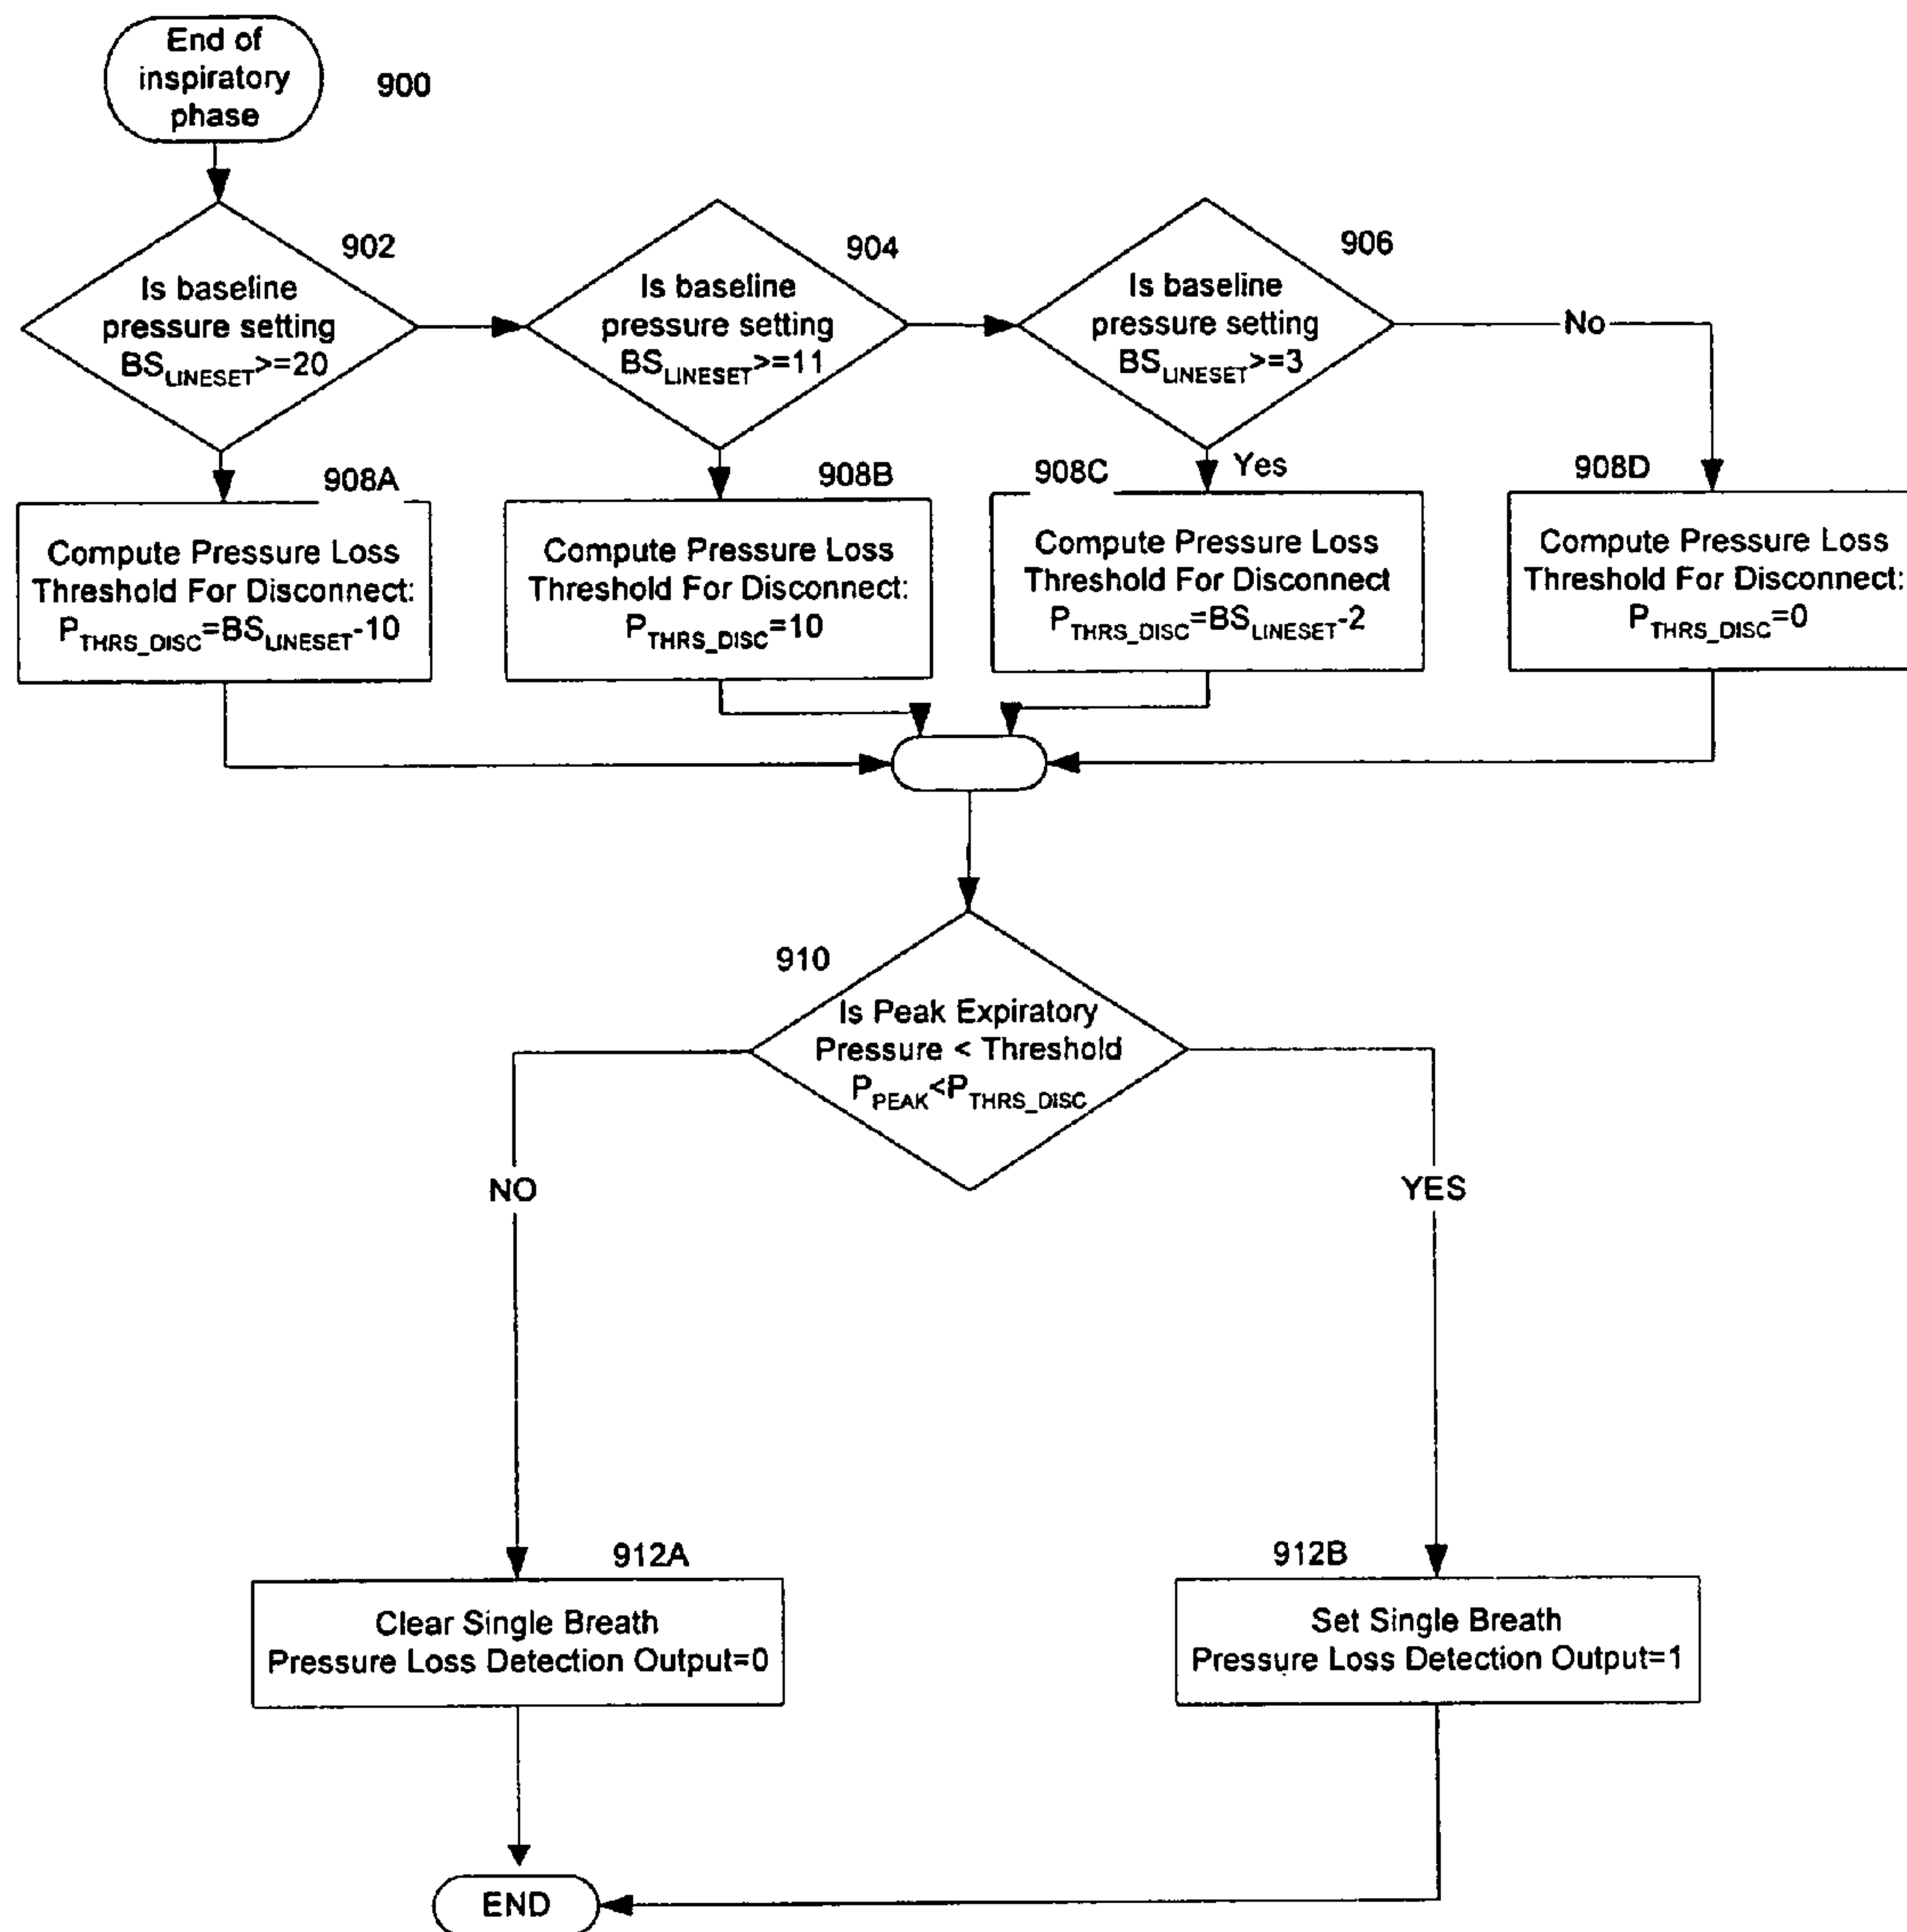 End of
inspiratory
phase
900
902
Is baseline
pressure setting
BS_LINESET>=20
904
Is baseline
pressure setting
BS_LINESET>=11
906
Is baseline
pressure setting
BS_LINESET>=3
No
908A
Compute Pressure Loss
Threshold For Disconnect:
P_THRS_DISC=BS_LINESET-10
908B
Compute Pressure Loss
Threshold For Disconnect:
P_THRS_DISC=10
908C
Yes
Compute Pressure Loss
Threshold For Disconnect
P_THRS_DISC=BS_LINESET-2
908D
Compute Pressure Loss
Threshold For Disconnect:
P_THRS_DISC=0
910
Is Peak Expiratory
Pressure < Threshold
P_PEAK<P_THRS_DISC
NO
YES
912A
Clear Single Breath
Pressure Loss Detection Output=0
912B
Set Single Breath
Pressure Loss Detection Output=1
END